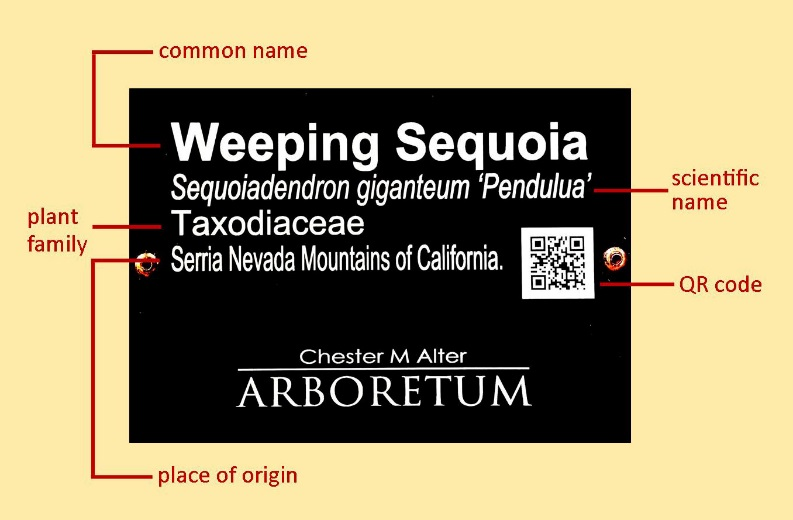 common name
Weeping Sequoia
Sequoiadendron giganteum ‘Pendulua’
scientific
name
plant
family
Taxodiaceae
Serria Nevada Mountains of California.
QR code
Chester M Alter
ARBORETUM
place of origin